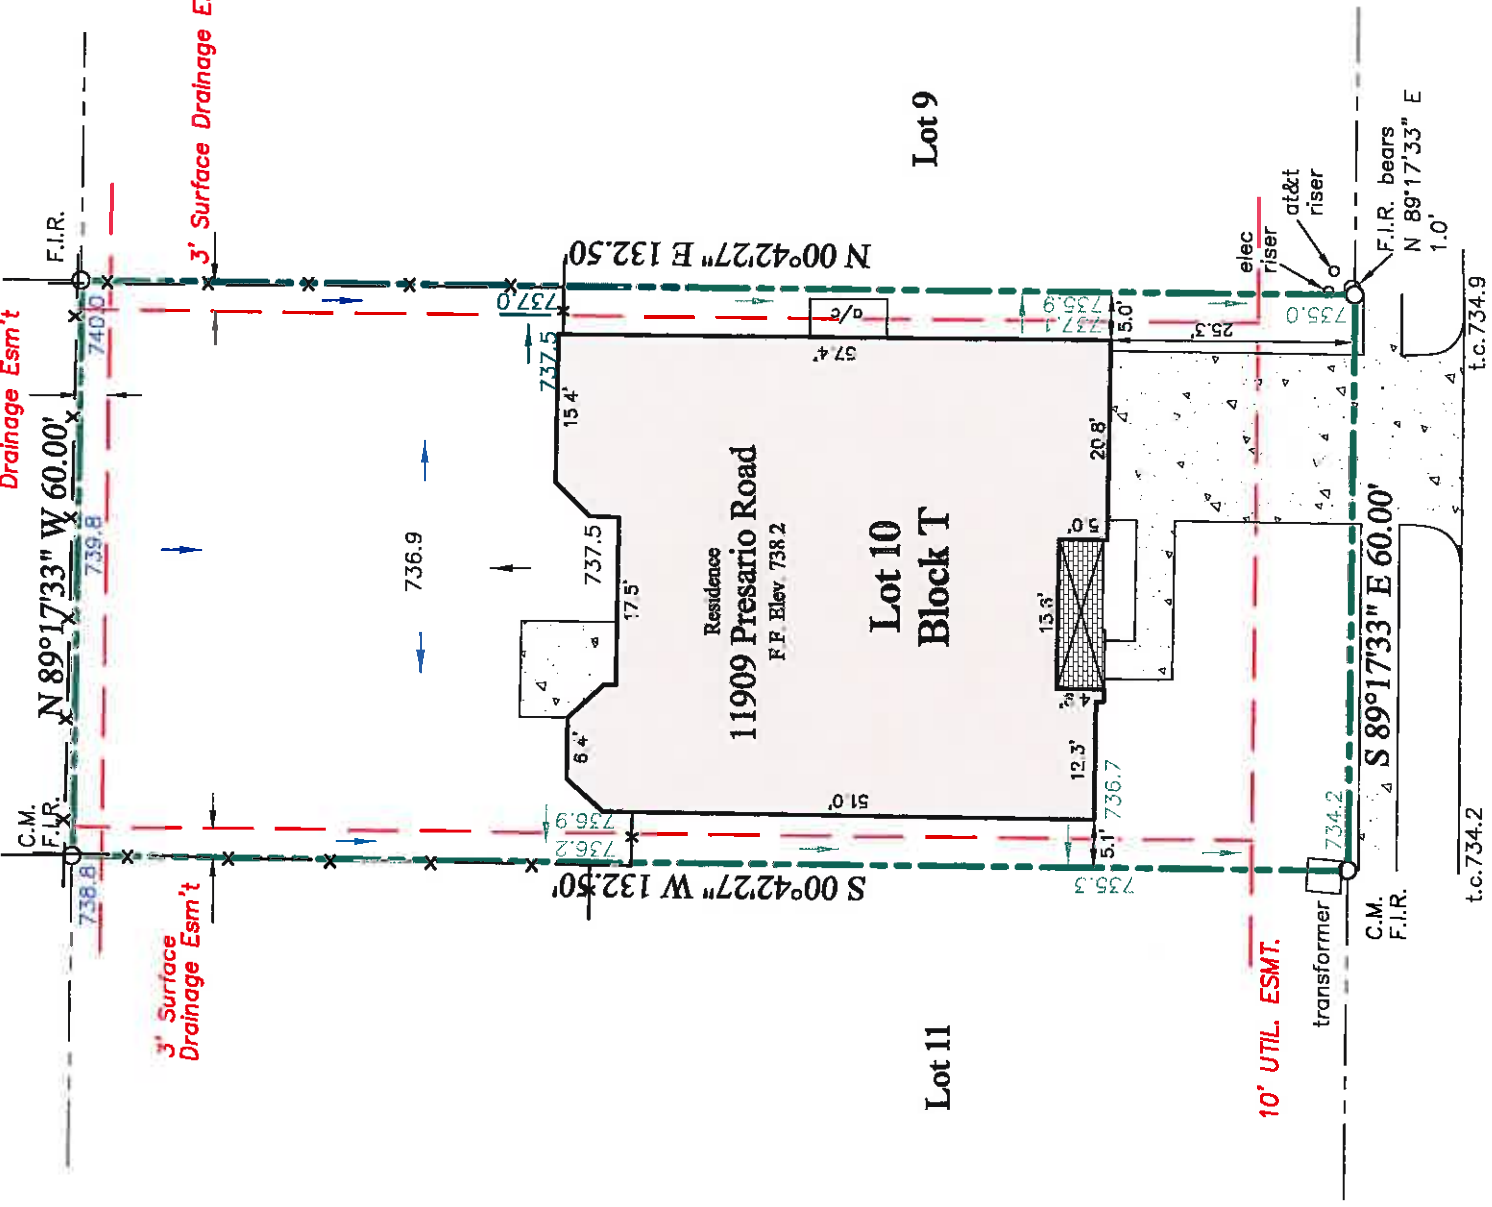 Drainage Esm't
3' Surface Drainage E
F.I.R.
C.M.
F.I.R.
N 89°17'33" W 60.00'
738.8
739.8
740.0
3' Surface
Drainage Esm't
736.9
737.5
737.5
737.0
15.4'
17.5'
6.4'
736.9
736.2
S 00°42'27" W 132.50'
N 00°42'27" E 132.50'
Residence
11909 Presario Road
F.F. Elev. 738.2
Lot 10
Block T
Lot 9
Lot 11
57.4'
51.0'
a/c
735.9
737.1
5.0'
25.3'
735.0
20.8'
5.0'
12.3'
736.7
5.1'
735.3
elec
riser
at&t
riser
F.I.R. bears
N 89°17'33" E
1.0'
10' UTIL. ESMT.
transformer
734.2
S 89°17'33" E 60.00'
C.M.
F.I.R.
t.c.734.2
t.c.734.9